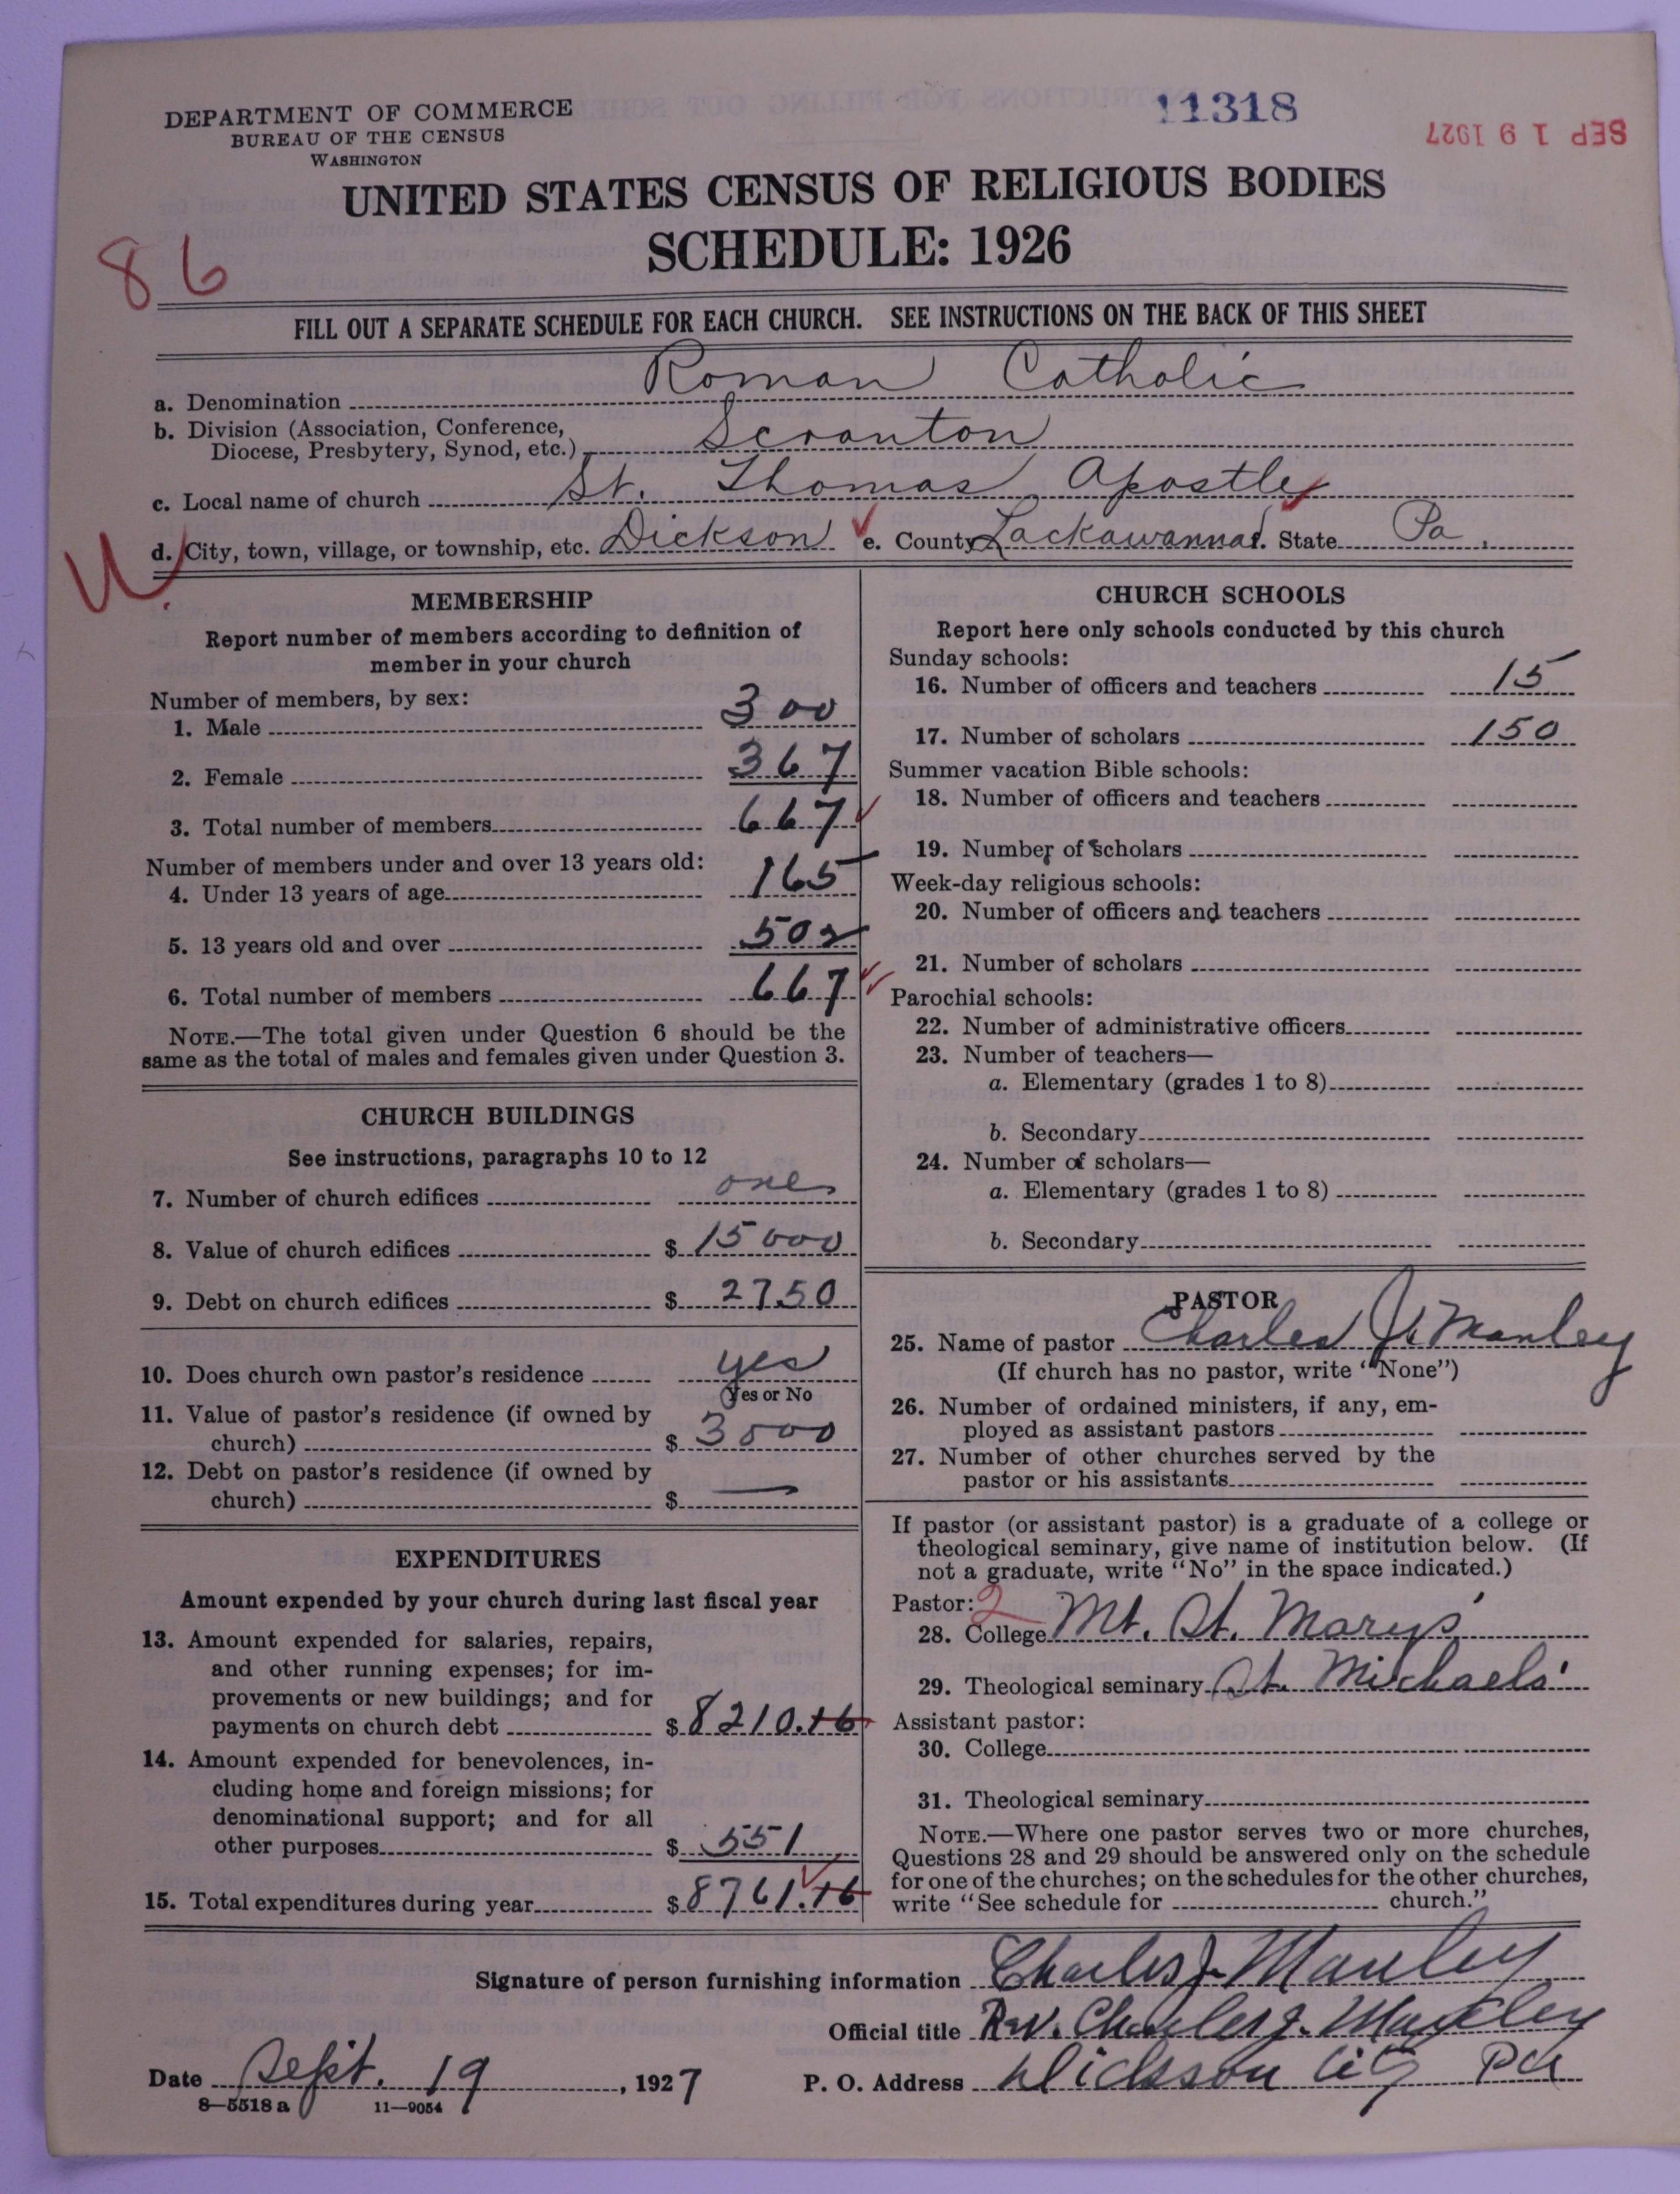 DEPARTMENT OF COMMERCE
BUREAU OF THE CENSUS
WASHINGTON
11318
SEP 19 1927
UNITED STATES CENSUS OF RELIGIOUS BODIES
SCHEDULE: 1926
86
FILL OUT A SEPARATE SCHEDULE FOR EACH CHURCH. SEE INSTRUCTIONS ON THE BACK OF THIS SHEET
a. Denomination Roman Catholic
b. Division (Association, Conference,
Diocese, Presbytery, Synod, etc.) Scranton
c. Local name of church St. Thomas Apostle
d. City, town, village, or township, etc. Dickson e. County Lackawanna f. State Pa.
U
MEMBERSHIP
Report number of members according to definition of
member in your church
Number of members, by sex:
1. Male 300
2. Female 367
3. Total number of members 667
Number of members under and over 13 years old:
4. Under 13 years of age 165
5. 13 years old and over 502
6. Total number of members 667
NOTE.—The total given under Question 6 should be the
same as the total of males and females given under Question 3.
CHURCH BUILDINGS
See instructions, paragraphs 10 to 12
7. Number of church edifices one
8. Value of church edifices $ 15000
9. Debt on church edifices $ 2750
10. Does church own pastor's residence yes
(Yes or No
11. Value of pastor's residence (if owned by
church) $ 3000
12. Debt on pastor's residence (if owned by
church) $ —
EXPENDITURES
Amount expended by your church during last fiscal year
13. Amount expended for salaries, repairs,
and other running expenses; for im-
provements or new buildings; and for
payments on church debt $ 8210.16
14. Amount expended for benevolences, in-
cluding home and foreign missions; for
denominational support; and for all
other purposes $ 551
15. Total expenditures during year $ 8761.16
CHURCH SCHOOLS
Report here only schools conducted by this church
Sunday schools:
16. Number of officers and teachers 15
17. Number of scholars 150
Summer vacation Bible schools:
18. Number of officers and teachers
19. Number of scholars
Week-day religious schools:
20. Number of officers and teachers
21. Number of scholars
Parochial schools:
22. Number of administrative officers
23. Number of teachers—
a. Elementary (grades 1 to 8)
b. Secondary
24. Number of scholars—
a. Elementary (grades 1 to 8)
b. Secondary
PASTOR
25. Name of pastor Charles J. Manley
(If church has no pastor, write "None")
26. Number of ordained ministers, if any, em-
ployed as assistant pastors
27. Number of other churches served by the
pastor or his assistants
If pastor (or assistant pastor) is a graduate of a college or
theological seminary, give name of institution below. (If
not a graduate, write "No" in the space indicated.)
Pastor: 2
28. College Mt. St. Marys'
29. Theological seminary St. Michaels'
Assistant pastor:
30. College
31. Theological seminary
NOTE.—Where one pastor serves two or more churches,
Questions 28 and 29 should be answered only on the schedule
for one of the churches; on the schedules for the other churches,
write "See schedule for church."
Signature of person furnishing information Charles J. Manley
Official title Rev. Charles J. Manley
Date Sept. 19, 1927 P. O. Address Dickson City Pa
8—5518 a 11—9054